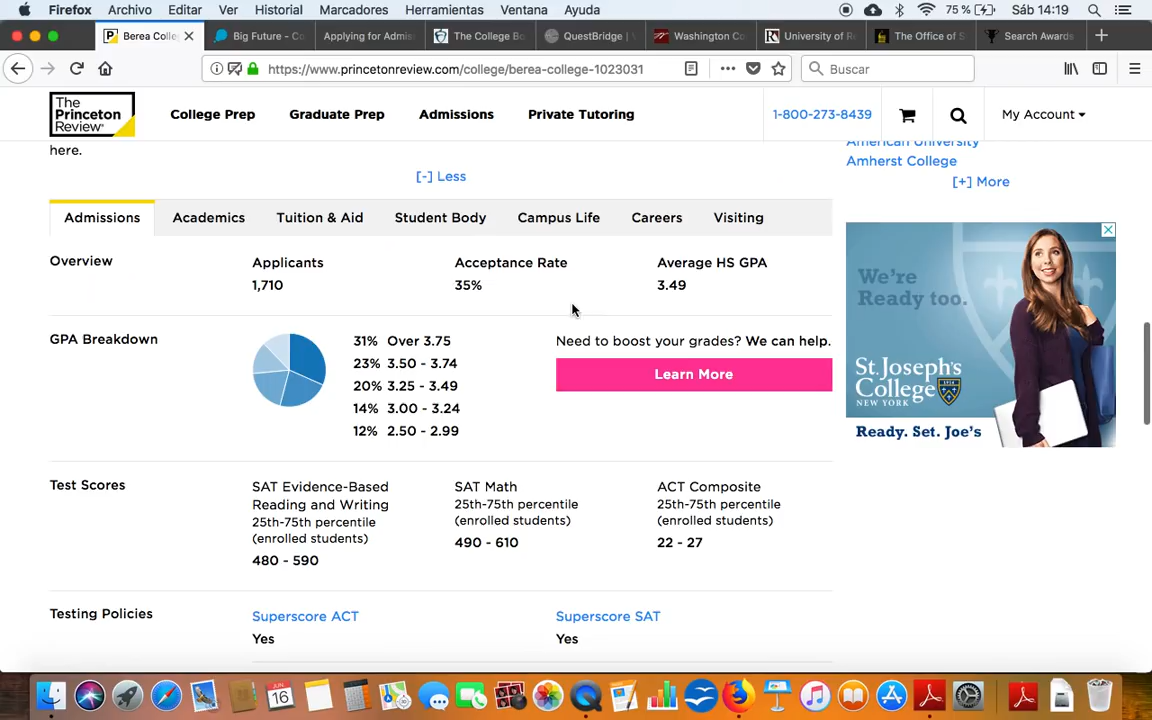 Firefox Archivo Editar Ver Historial Marcadores Herramientas Ventana Ayuda 75 % Sáb 14:19
Berea Colle Big Future - Co Applying for Admis The College Bo QuestBridge | Washington Co University of R The Office of S Search Awards
https://www.princetonreview.com/college/berea-college-1023031 Buscar
The
Princeton
Review
College Prep Graduate Prep Admissions Private Tutoring 1-800-273-8439 My Account
here.
American University
Amherst College
[-] Less
[+] More
Admissions Academics Tuition & Aid Student Body Campus Life Careers Visiting
Overview
Applicants Acceptance Rate Average HS GPA
1,710 35% 3.49
GPA Breakdown
31% Over 3.75
23% 3.50 - 3.74
20% 3.25 - 3.49
14% 3.00 - 3.24
12% 2.50 - 2.99
Need to boost your grades? We can help.
Learn More
We're
Ready too.
St. Joseph's
College
NEW YORK
Ready. Set. Joe's
Test Scores
SAT Evidence-Based
Reading and Writing
25th-75th percentile
(enrolled students)
480 - 590
SAT Math
25th-75th percentile
(enrolled students)
490 - 610
ACT Composite
25th-75th percentile
(enrolled students)
22 - 27
Testing Policies
Superscore ACT
Yes
Superscore SAT
Yes
16